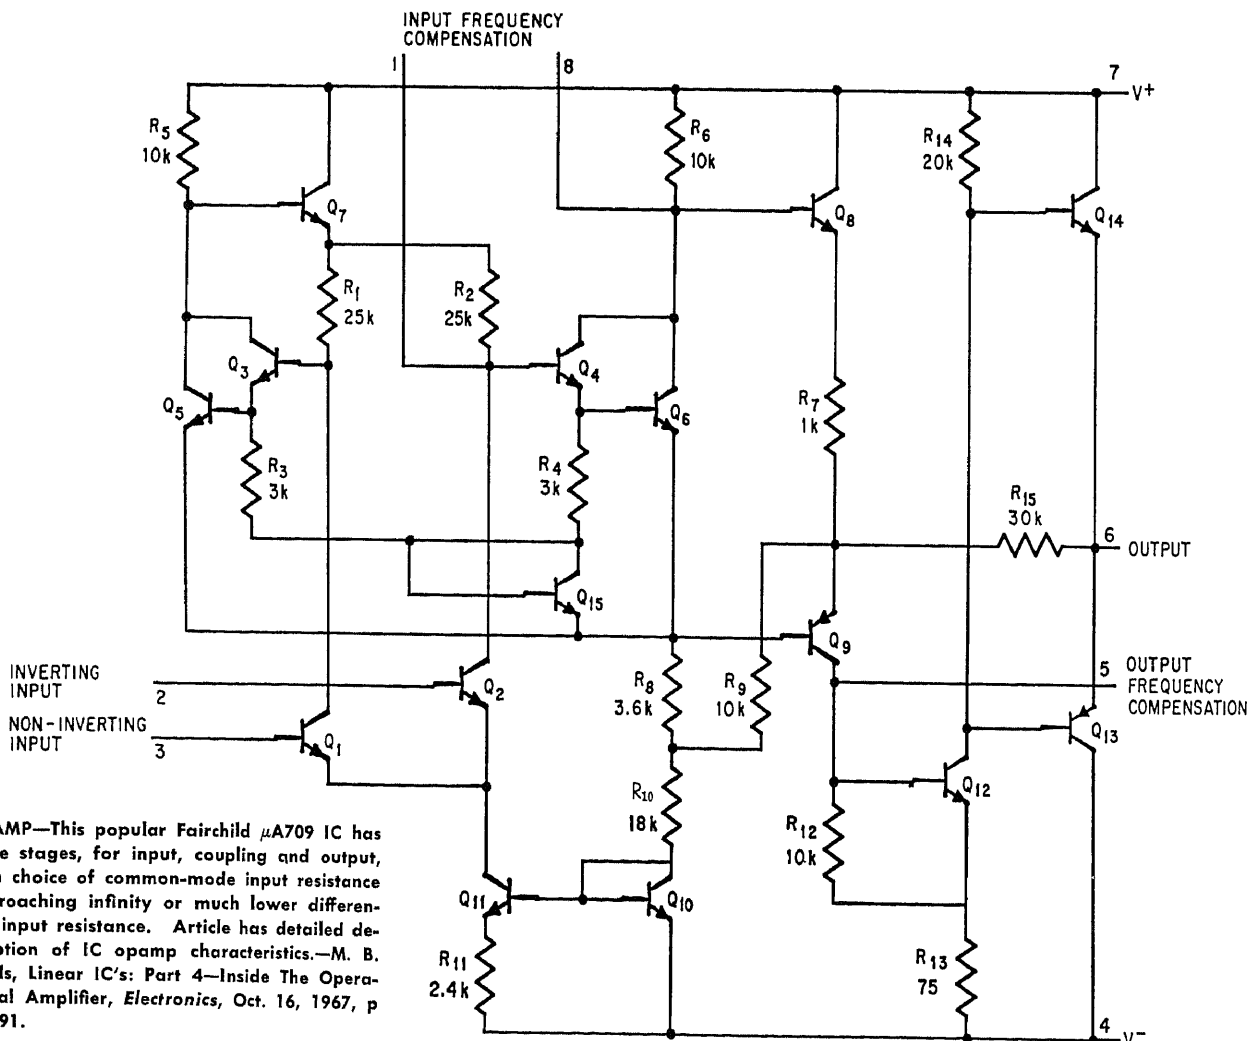 INPUT FREQUENCY
COMPENSATION
1
8
7
V+
R5
10k
R6
10k
R14
20k
Q7
Q8
Q14
R1
25k
R2
25k
Q3
Q4
Q5
Q6
R7
1k
R3
3k
R4
3k
R15
30k
6
OUTPUT
Q15
Q9
INVERTING
INPUT
2
Q2
R8
3.6k
R9
10k
5
OUTPUT
FREQUENCY
COMPENSATION
NON-INVERTING
INPUT
3
Q1
Q13
Q12
R10
18k
R12
10k
Q11
Q10
R11
2.4k
R13
75
4
V-
AMP—This popular Fairchild μA709 IC has
e stages, for input, coupling and output,
choice of common-mode input resistance
roaching infinity or much lower differen-
input resistance. Article has detailed de-
tion of IC opamp characteristics.—M. B.
ls, Linear IC's: Part 4—Inside The Opera-
al Amplifier, Electronics, Oct. 16, 1967, p
91.